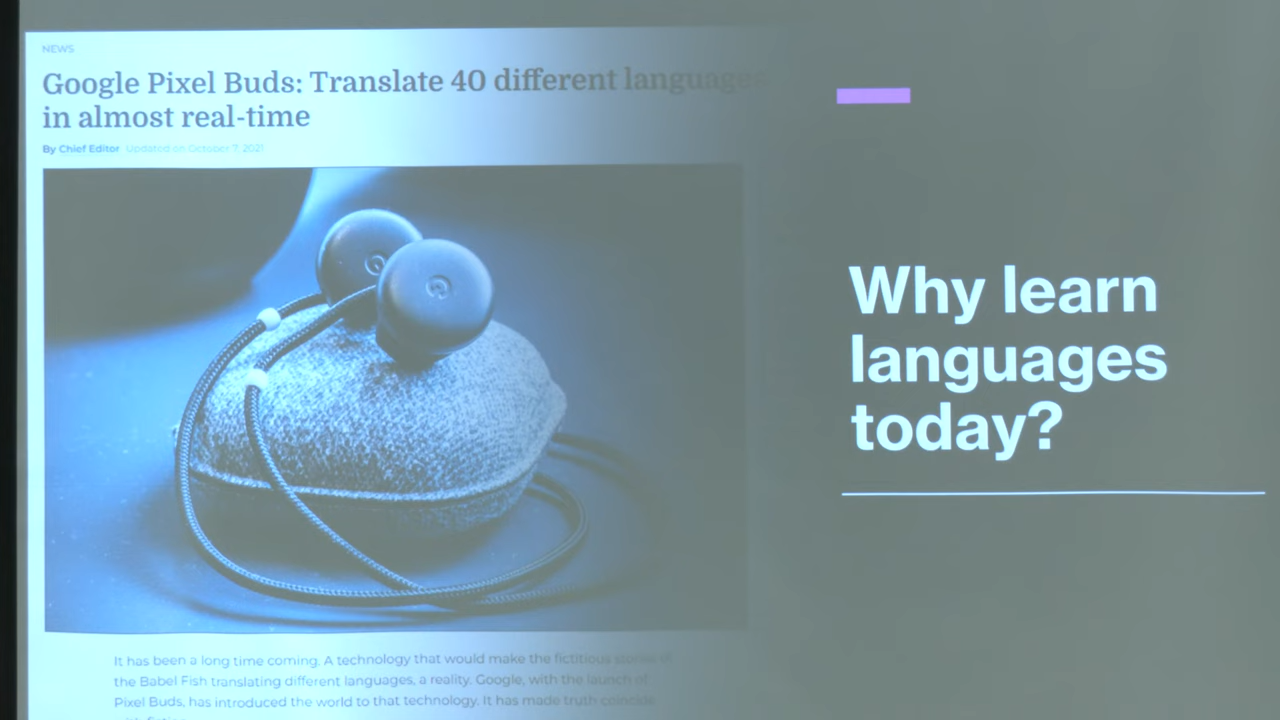 NEWS
Google Pixel Buds: Translate 40 different languages
in almost real-time
By Chief Editor Updated on October 7, 2021
It has been a long time coming. A technology that would make the fictitious stories of
the Babel Fish translating different languages, a reality. Google, with the launch of
Pixel Buds, has introduced the world to that technology. It has made truth coincide
Why learn
languages
today?